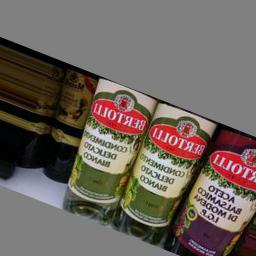 BERTOLLI
CONDIMENTO
DELICATO
BIANCO
BERTOLLI
CONDIMENTO
DELICATO
BIANCO
BERTOLLI
ACETO
BALSAMICO
DI MODENA
I.G.P.